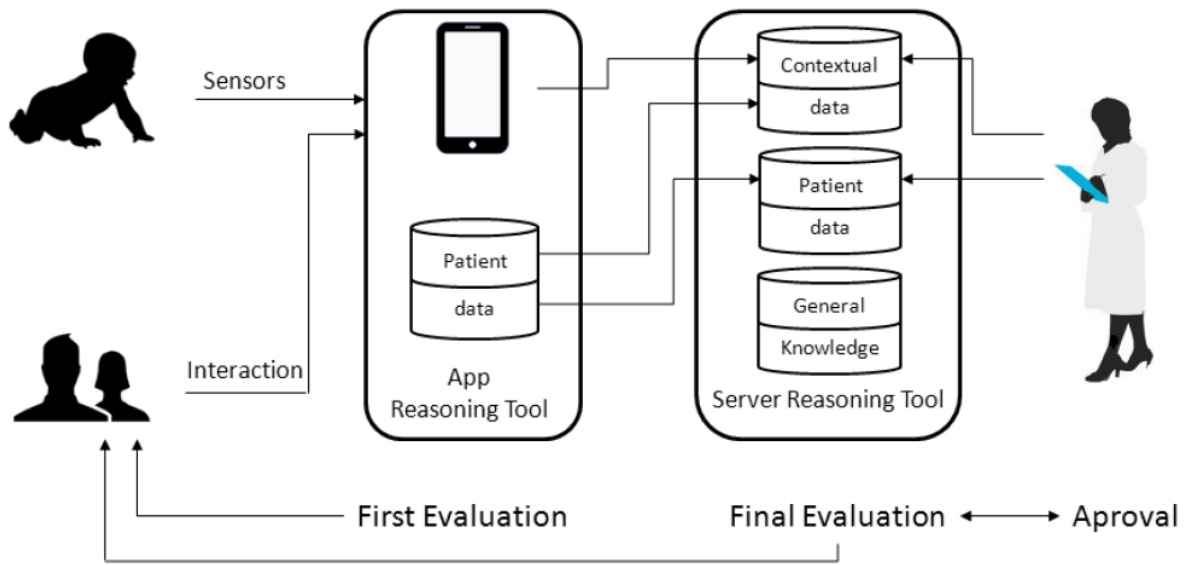 Sensors
Interaction
Patient
data
App
Reasoning Tool
Contextual
data
Patient
data
General
Knowledge
Server Reasoning Tool
First Evaluation
Final Evaluation
Aproval